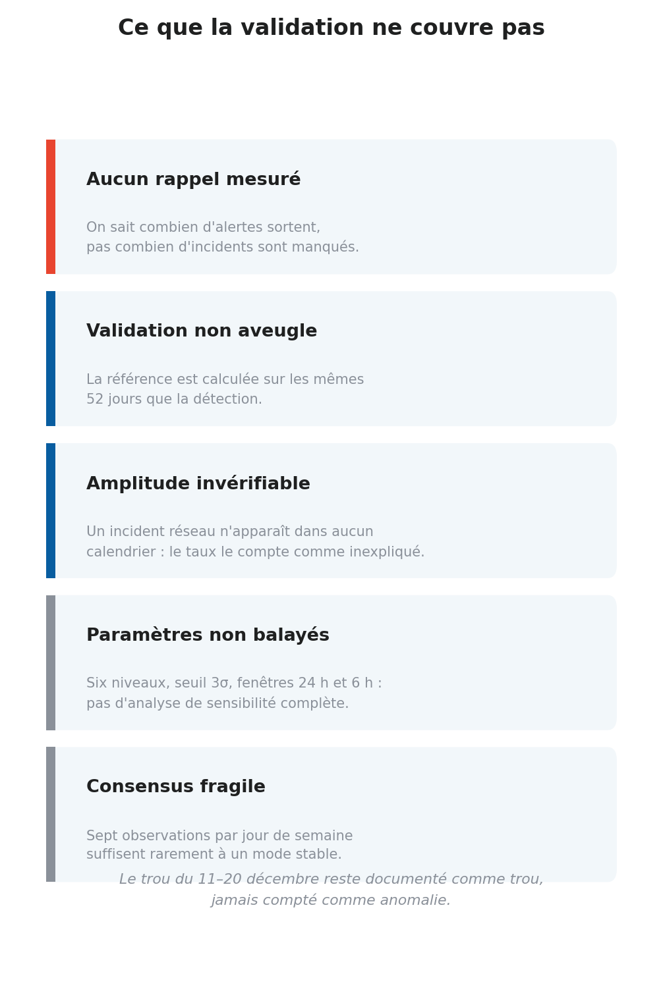 Ce que la validation ne couvre pas
Aucun rappel mesuré
On sait combien d'alertes sortent,
pas combien d'incidents sont manqués.
Validation non aveugle
La référence est calculée sur les mêmes
52 jours que la détection.
Amplitude invérifiable
Un incident réseau n'apparaît dans aucun
calendrier : le taux le compte comme inexpliqué.
Paramètres non balayés
Six niveaux, seuil 3σ, fenêtres 24 h et 6 h :
pas d'analyse de sensibilité complète.
Consensus fragile
Sept observations par jour de semaine
suffisent rarement à un mode stable.
Le trou du 11–20 décembre reste documenté comme trou,
jamais compté comme anomalie.